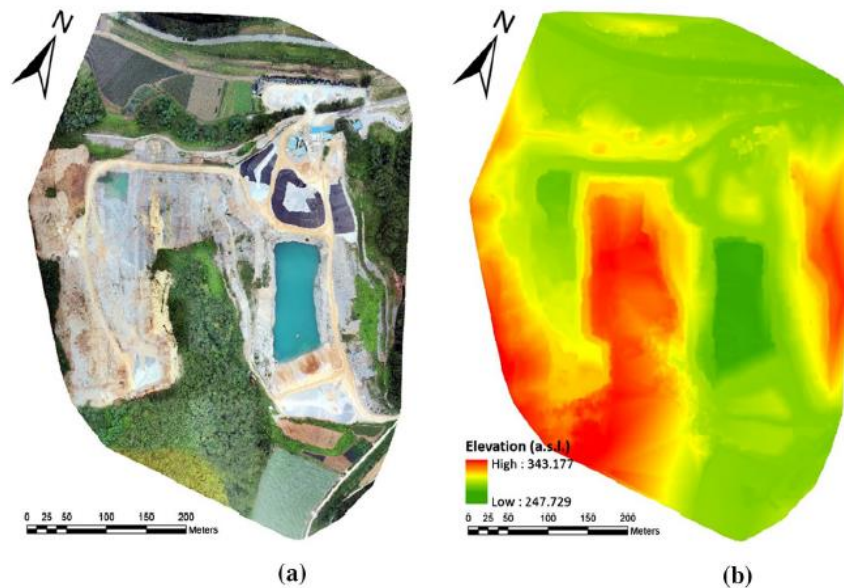 N
N
Elevation (a.s.l.)
High : 343.177
Low : 247.729
0 25 50 100 150 200
Meters
0 25 50 100 150 200
Meters
(a)
(b)